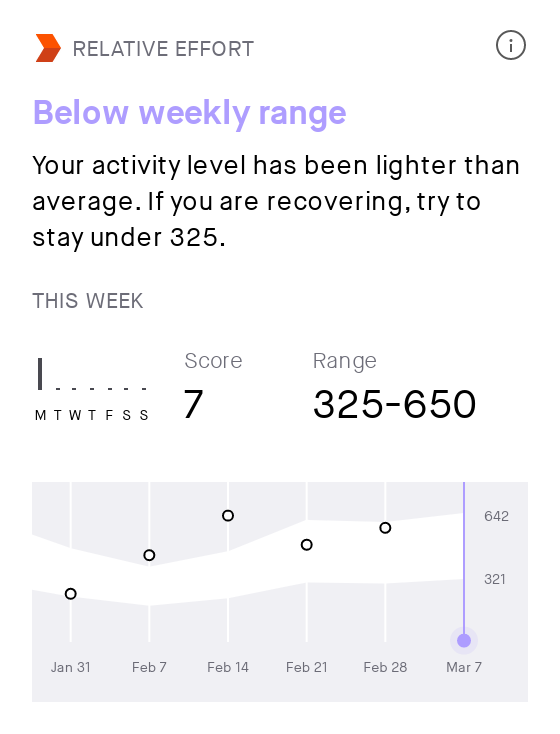 RELATIVE EFFORT
Below weekly range
Your activity level has been lighter than
average. If you are recovering, try to
stay under 325.
THIS WEEK
Score Range
7 325-650
M T W T F S S
642
321
Jan 31 Feb 7 Feb 14 Feb 21 Feb 28 Mar 7